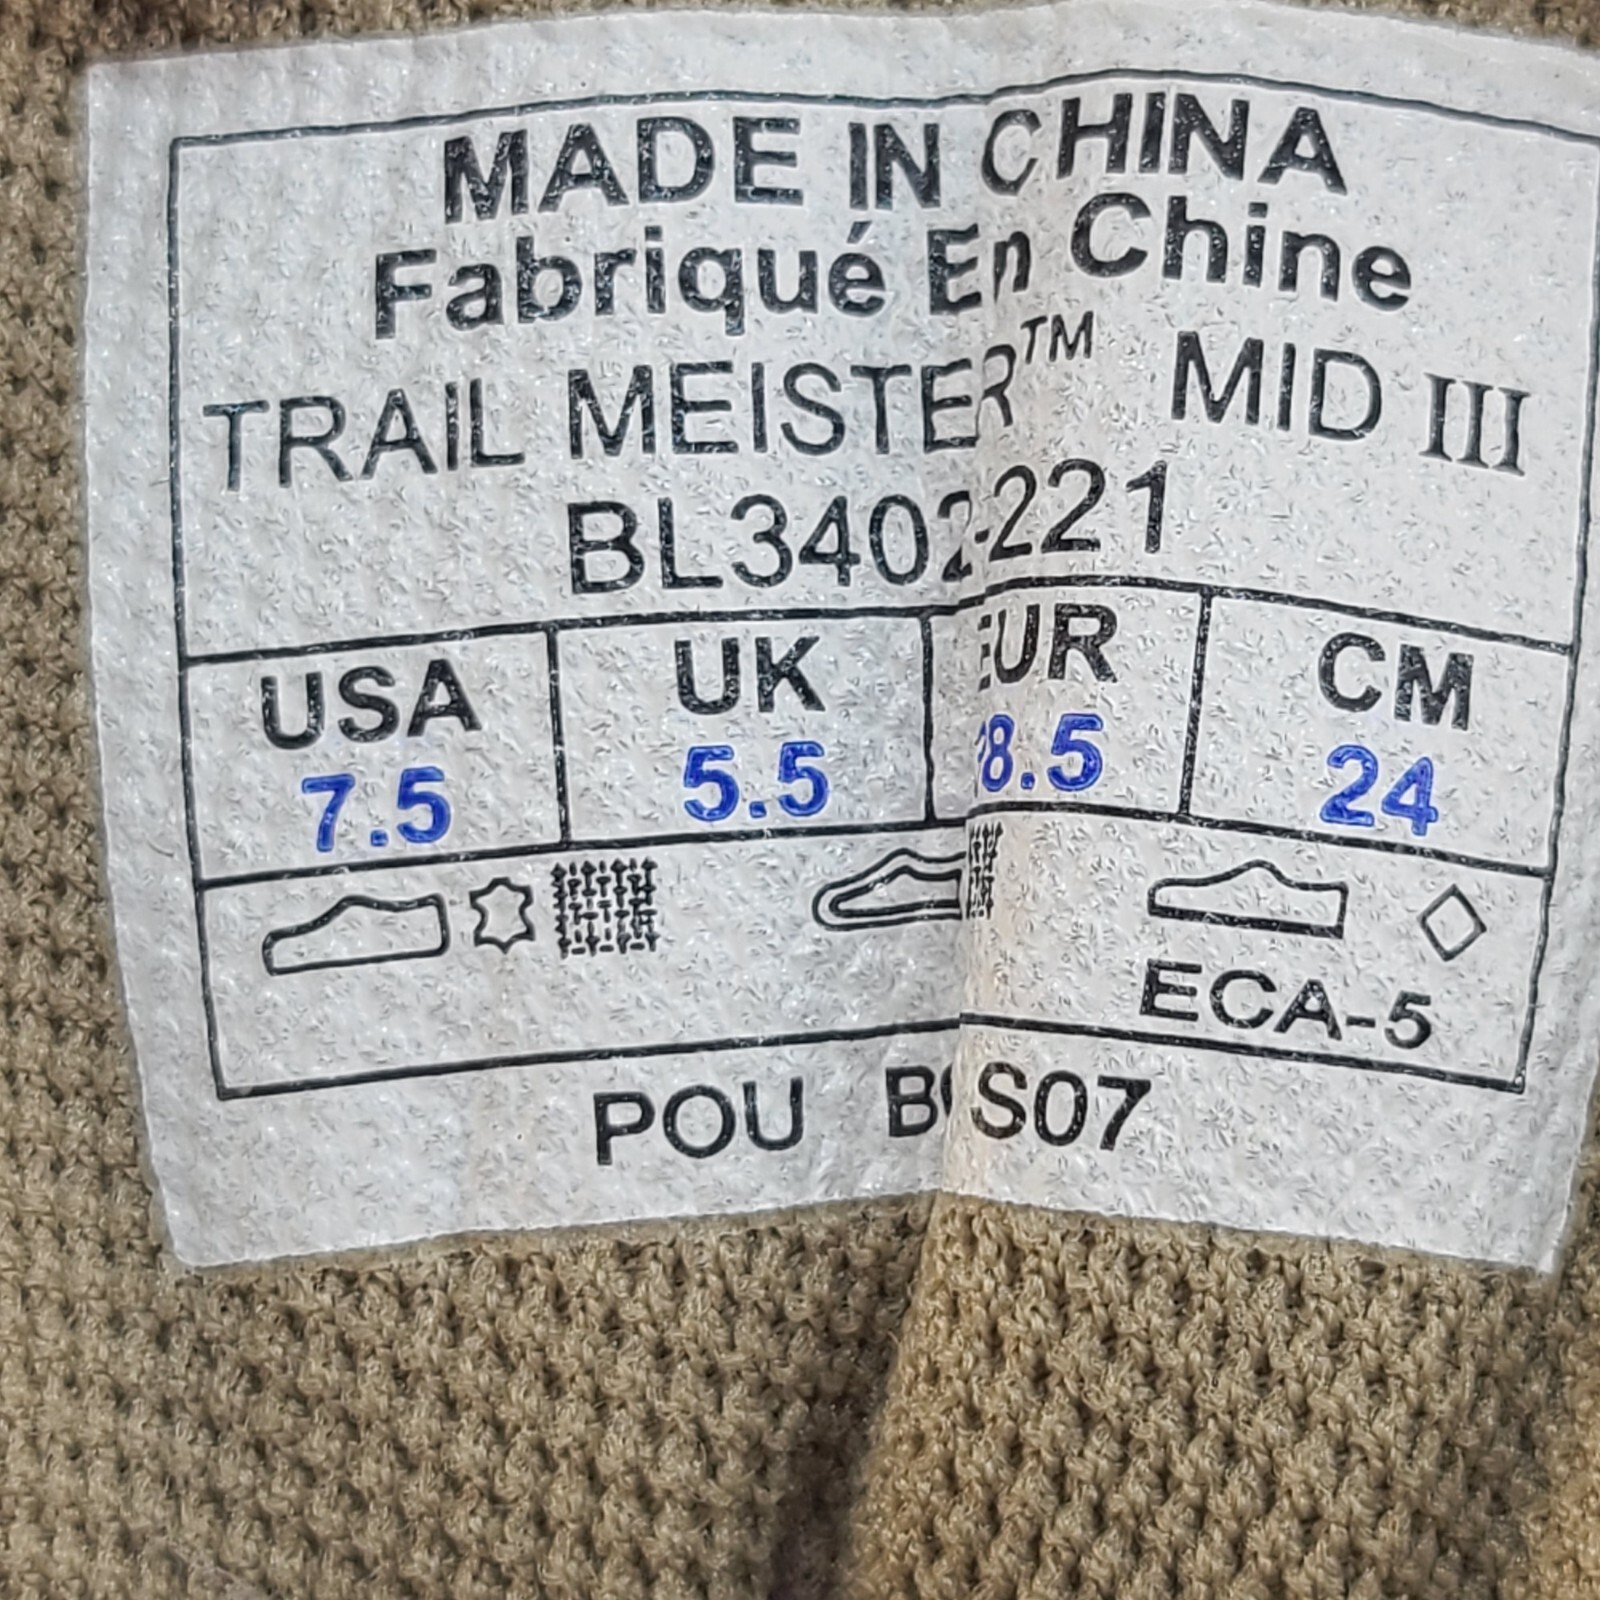 MADE IN CHINA
Fabriqué En Chine
TRAIL MEISTER™ MID III
BL3402-221
USA UK EUR CM
7.5 5.5 24
ECA-5
POU